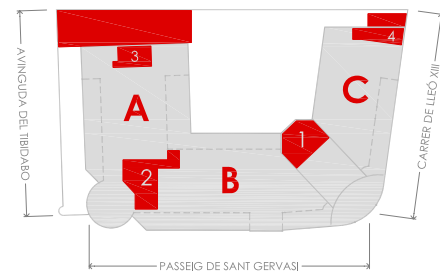 AVINGUDA DEL TIBIDABO
3
4
A
C
1
2
B
CARRER DE LLEÓ XIII
PASSEIG DE SANT GERVASI